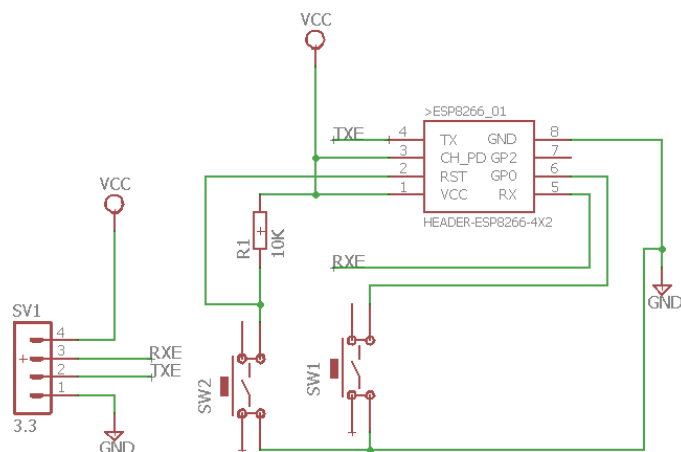 VCC
>ESP8266_01
TXE 4 TX GND 8
3 CH_PD GP2 7
2 RST GP0 6
1 VCC RX 5
HEADER-ESP8266-4X2
VCC
R1
10K
RXE
GND
SV1
4
3 RXE
2 TXE
1
3.3
GND
SW2
SW1